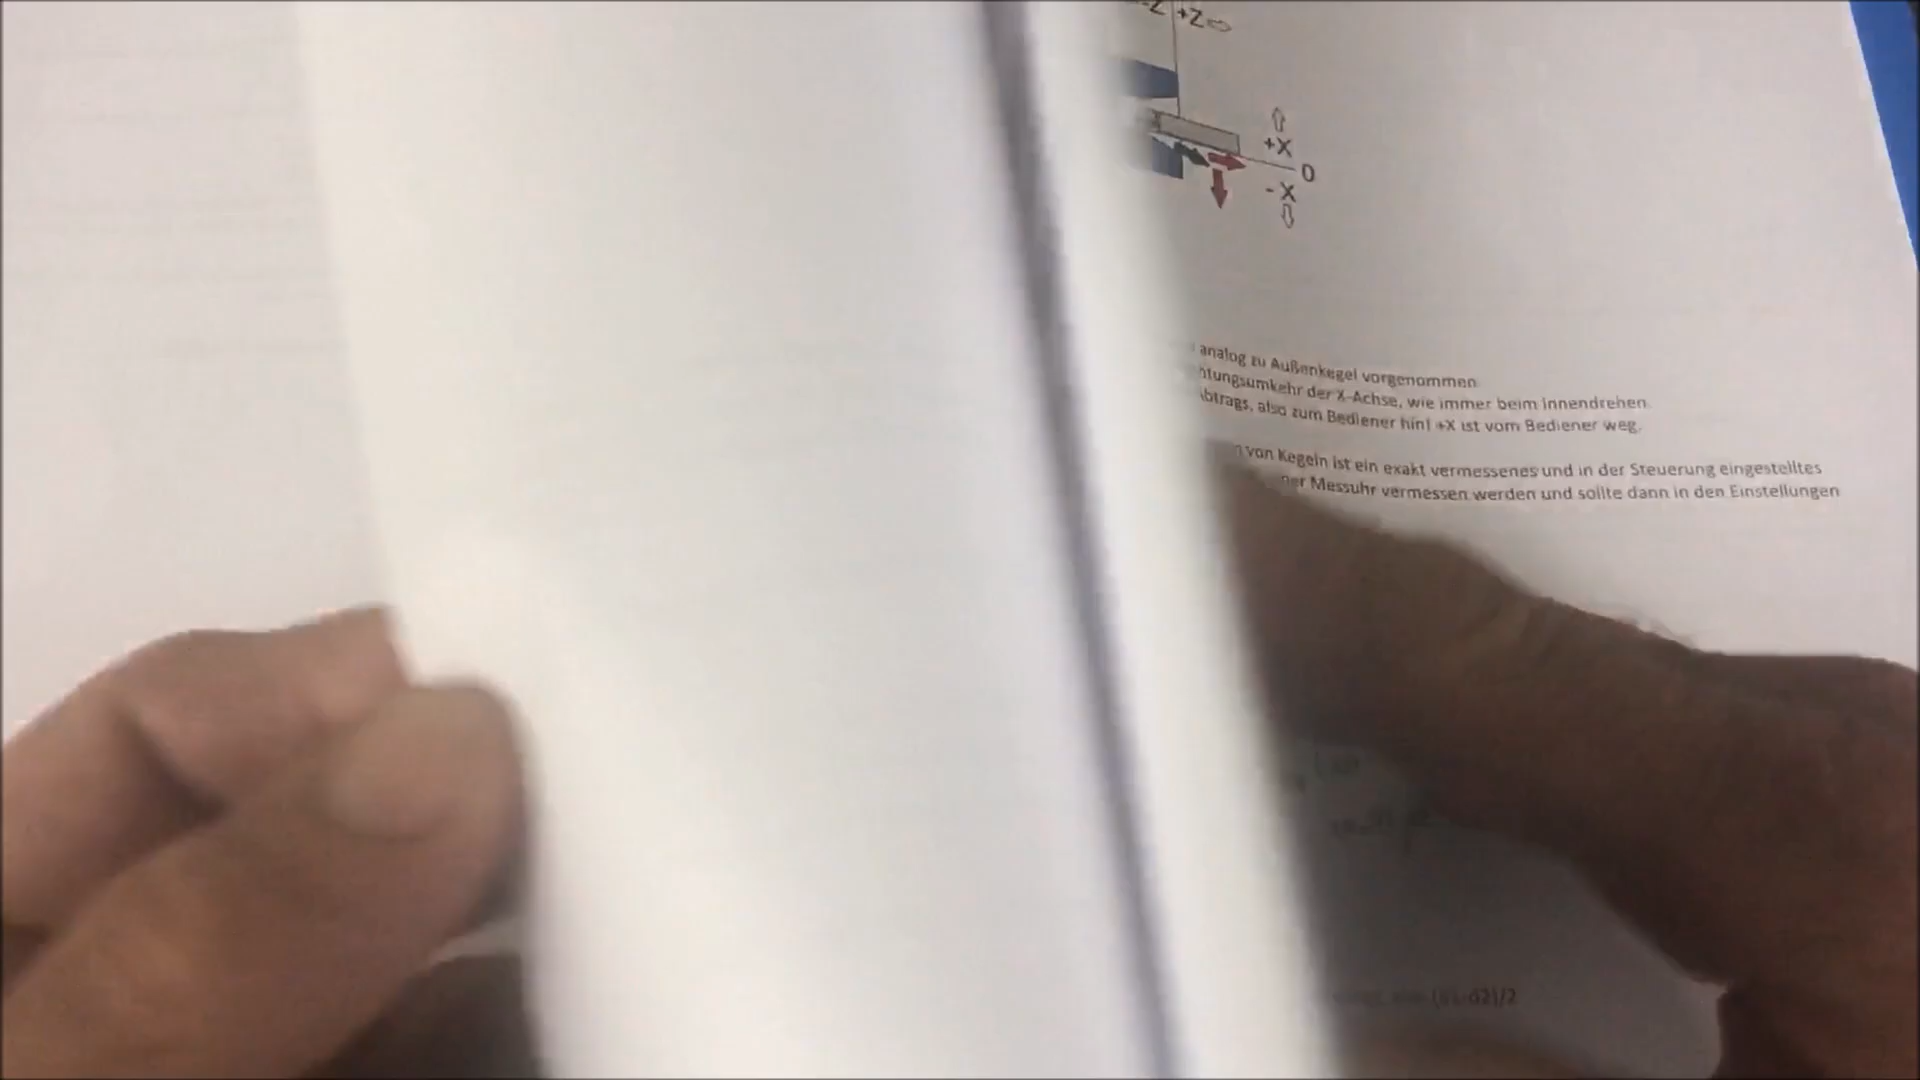 -Z +Z
+X
0
- X
analog zu Außenkegel vorgenommen
htungsumkehr der X-Achse, wie immer beim Innendrehen.
btrags, also zum Bediener hin! +X ist vom Bediener weg.
von Kegeln ist ein exakt vermessenes und in der Steuerung eingestelltes
ner Messuhr vermessen werden und sollte dann in den Einstellungen
d2)/2